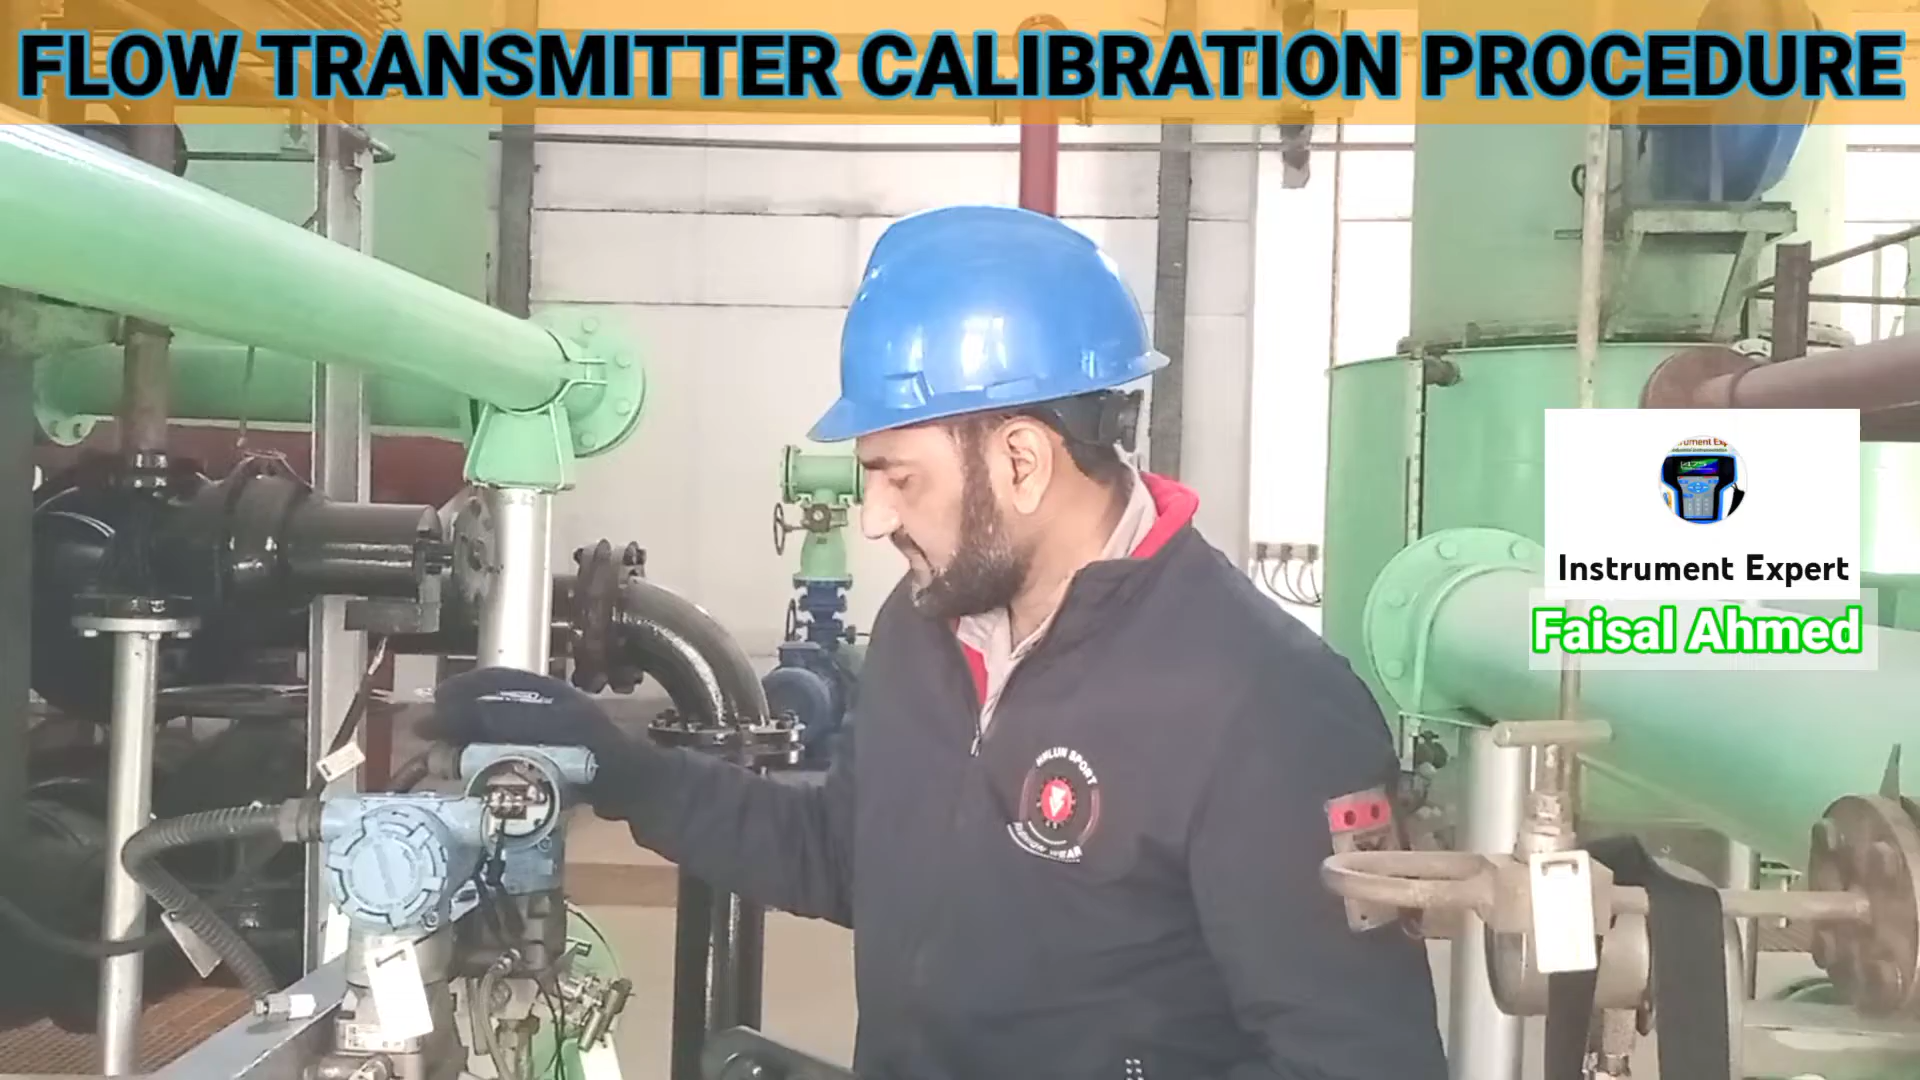 FLOW TRANSMITTER CALIBRATION PROCEDURE
Instrument Expert
Faisal Ahmed